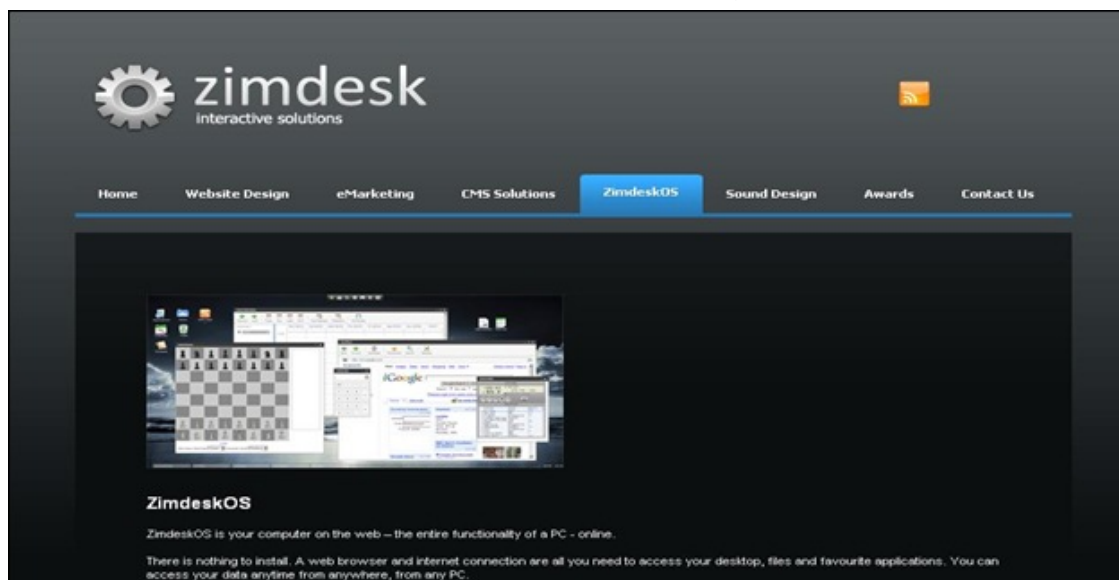 zimdesk
interactive solutions
Home Website Design eMarketing CMS Solutions ZimdeskOS Sound Design Awards Contact Us
iGoogle
ZimdeskOS
ZimdeskOS is your computer on the web – the entire functionality of a PC - online.
There is nothing to install. A web browser and internet connection are all you need to access your desktop, files and favourite applications. You can
access your data anytime from anywhere, from any PC.